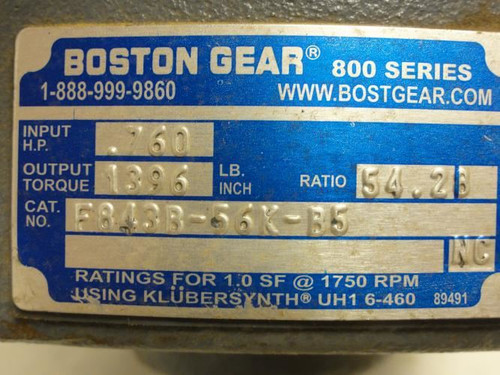 BOSTON GEAR® 800 SERIES
1-888-999-9860 WWW.BOSTGEAR.COM
INPUT H.P. .760
OUTPUT TORQUE 1396 LB. INCH RATIO 54.2B
CAT. NO. F843B-56K-B5
NC
RATINGS FOR 1.0 SF @ 1750 RPM
USING KLÜBERSYNTH® UH1 6-460 89491